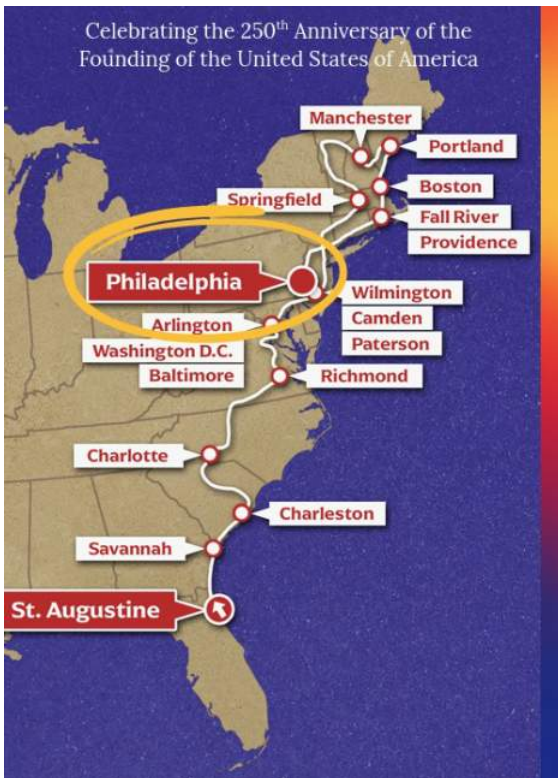 Celebrating the 250th Anniversary of the
Founding of the United States of America
Manchester
Portland
Boston
Springfield
Fall River
Providence
Philadelphia
Wilmington
Arlington
Camden
Washington D.C.
Paterson
Baltimore
Richmond
Charlotte
Charleston
Savannah
St. Augustine